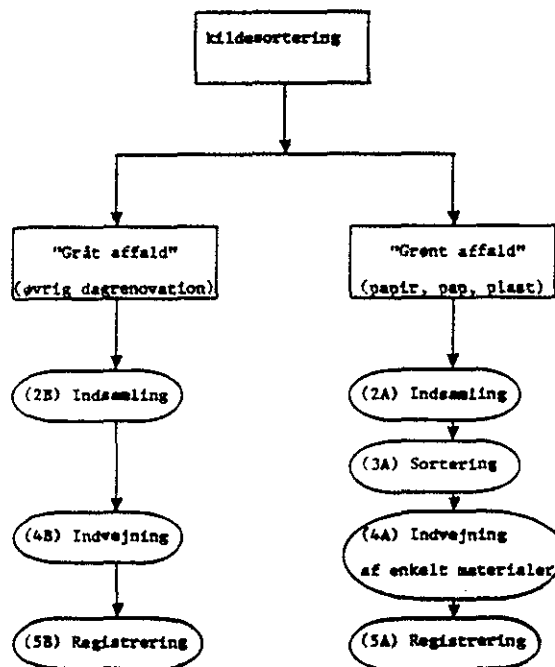 kildesortering
"Gråt affald"
(øvrig dagrenovation)
"Grønt affald"
(papir, pap, plast)
(2B) Indsamling
(2A) Indsamling
(3A) Sortering
(4B) Indvejning
(4A) Indvejning
af enkelt materialer
(5B) Registrering
(5A) Registrering